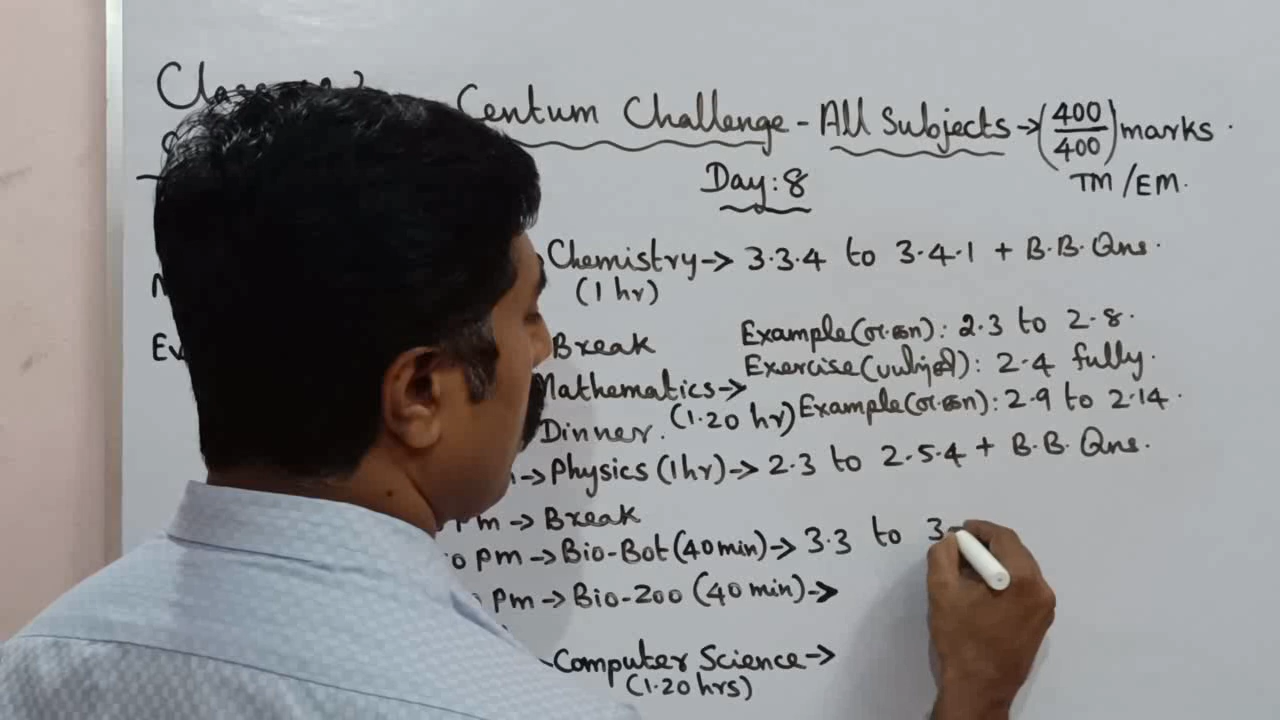 Centum Challenge - All Subjects → (400/400) marks.
Day: 8
TM/EM.
Chemistry → 3.3.4 to 3.4.1 + B.B. Qns.
(1 hr)
Break
Example(எ.கா): 2.3 to 2.8.
Exercise(பயிற்சி): 2.4 fully.
Mathematics →
(1.20 hr) Example(எ.கா): 2.9 to 2.14.
Dinner.
→ Physics (1hr) → 2.3 to 2.5.4 + B.B. Qns.
Pm → Break
Pm → Bio-Bot (40min) → 3.3 to 3
Pm → Bio-Zoo (40min) →
Computer Science →
(1.20 hrs)